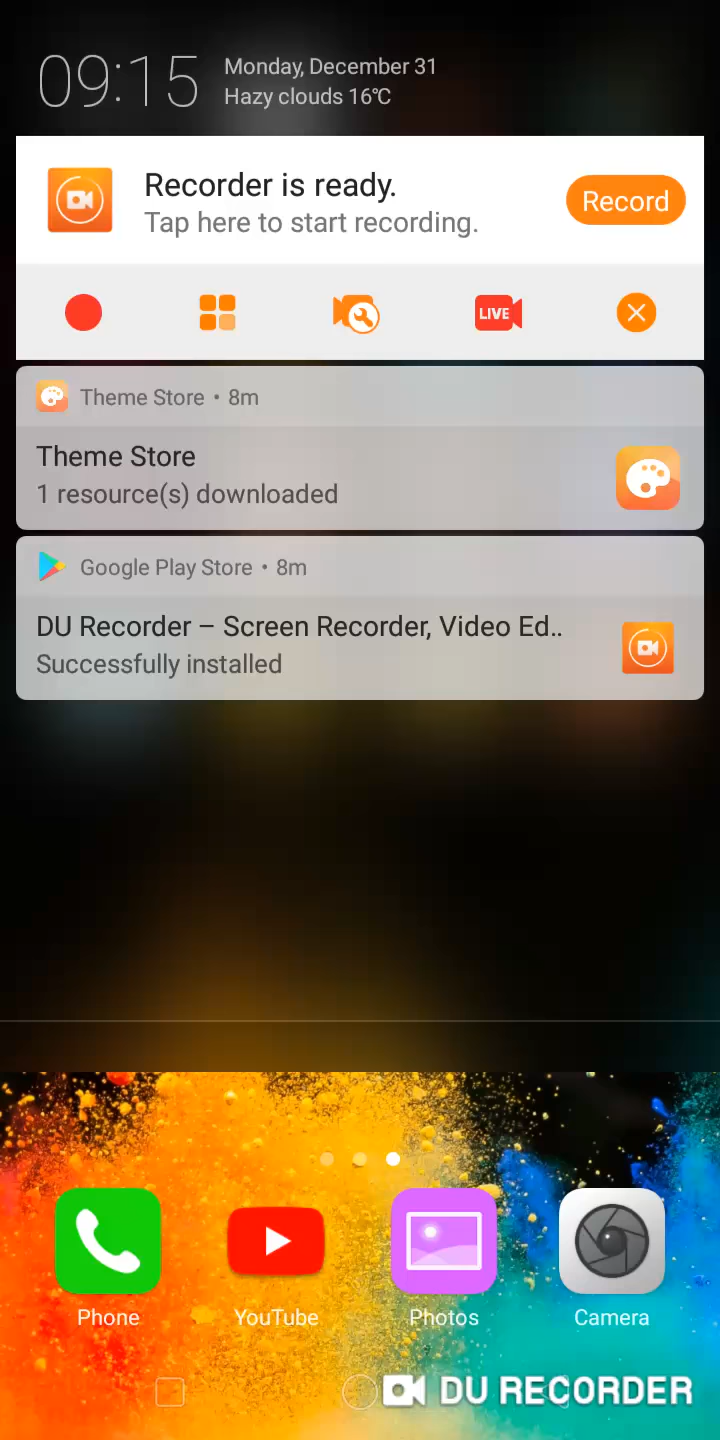 09:15
Monday, December 31
Hazy clouds 16℃
Recorder is ready.
Tap here to start recording.
Record
LIVE
Theme Store • 8m
Theme Store
1 resource(s) downloaded
Google Play Store • 8m
DU Recorder – Screen Recorder, Video Ed..
Successfully installed
Phone
YouTube
Photos
Camera
DU RECORDER